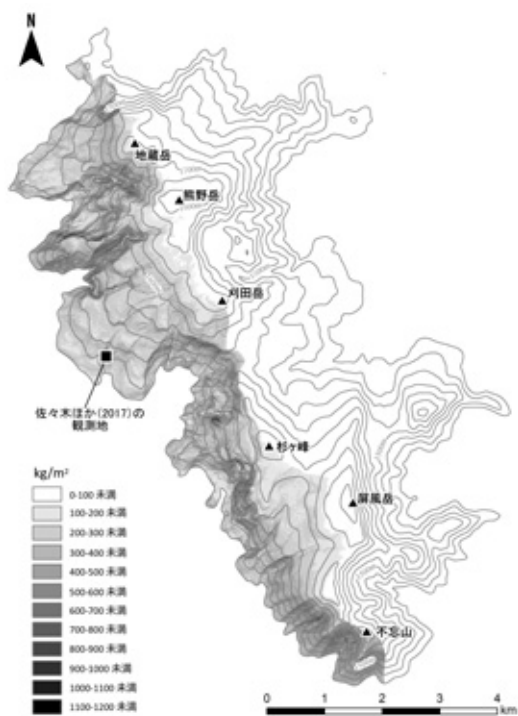 N
地蔵岳
熊野岳
刈田岳
佐々木ほか(2017)の
観測地
杉ヶ峰
屏風岳
不忘山
kg/m²
0-100 未満
100-200 未満
200-300 未満
300-400 未満
400-500 未満
500-600 未満
600-700 未満
700-800 未満
800-900 未満
900-1000 未満
1000-1100 未満
1100-1200 未満
0 1 2 3 4
km